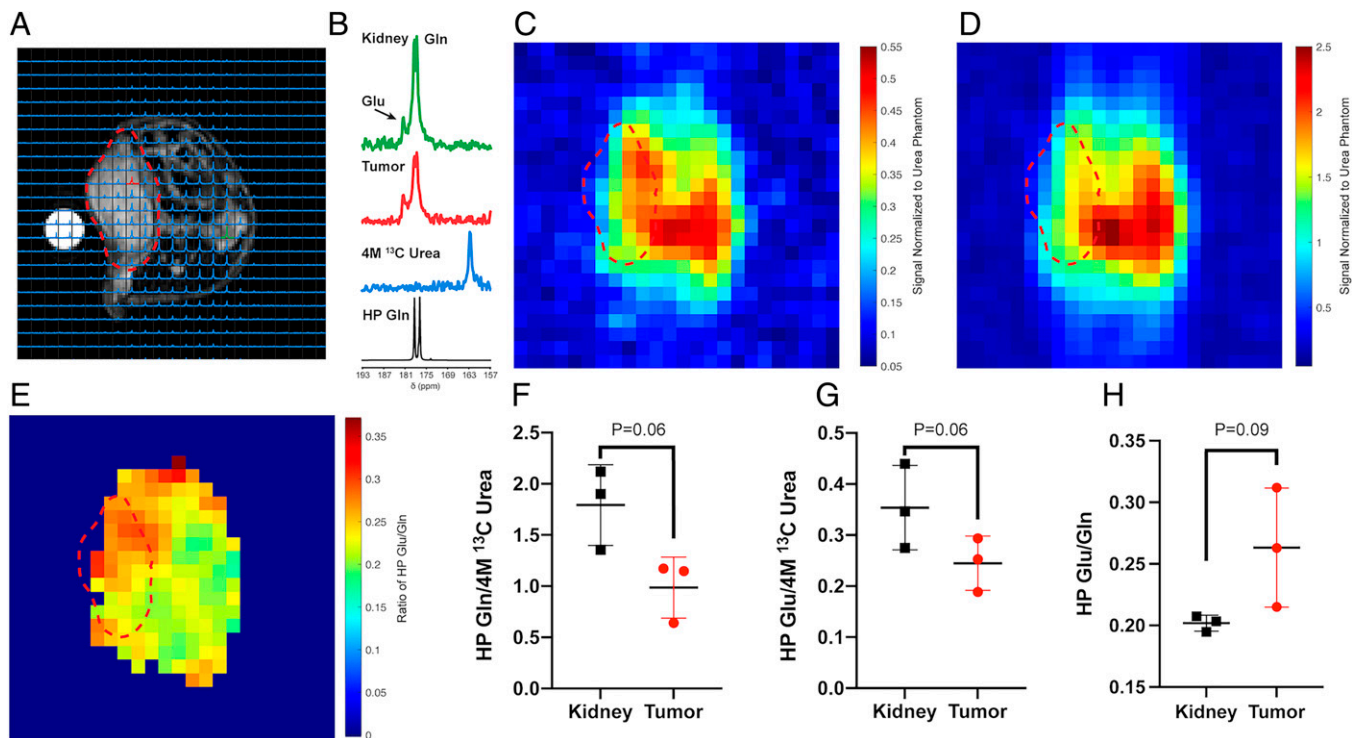 A
B
Kidney Gln
Glu
Tumor
4M ¹³C Urea
HP Gln
193 187 181 175 169 163 157
δ (ppm)
C
0.55
0.5
0.45
0.4
0.35
0.3
0.25
0.2
0.15
0.1
0.05
Signal Normalized to Urea Phantom
D
2.5
2
1.5
1
0.5
Signal Normalized to Urea Phantom
E
0.35
0.3
0.25
0.2
0.15
0.1
0.05
0
Ratio of HP Glu/Gln
F
P=0.06
2.5
2.0
1.5
1.0
0.5
0.0
HP Gln/4M ¹³C Urea
Kidney Tumor
G
P=0.06
0.5
0.4
0.3
0.2
0.1
0.0
HP Glu/4M ¹³C Urea
Kidney Tumor
H
P=0.09
0.35
0.30
0.25
0.20
0.15
HP Glu/Gln
Kidney Tumor